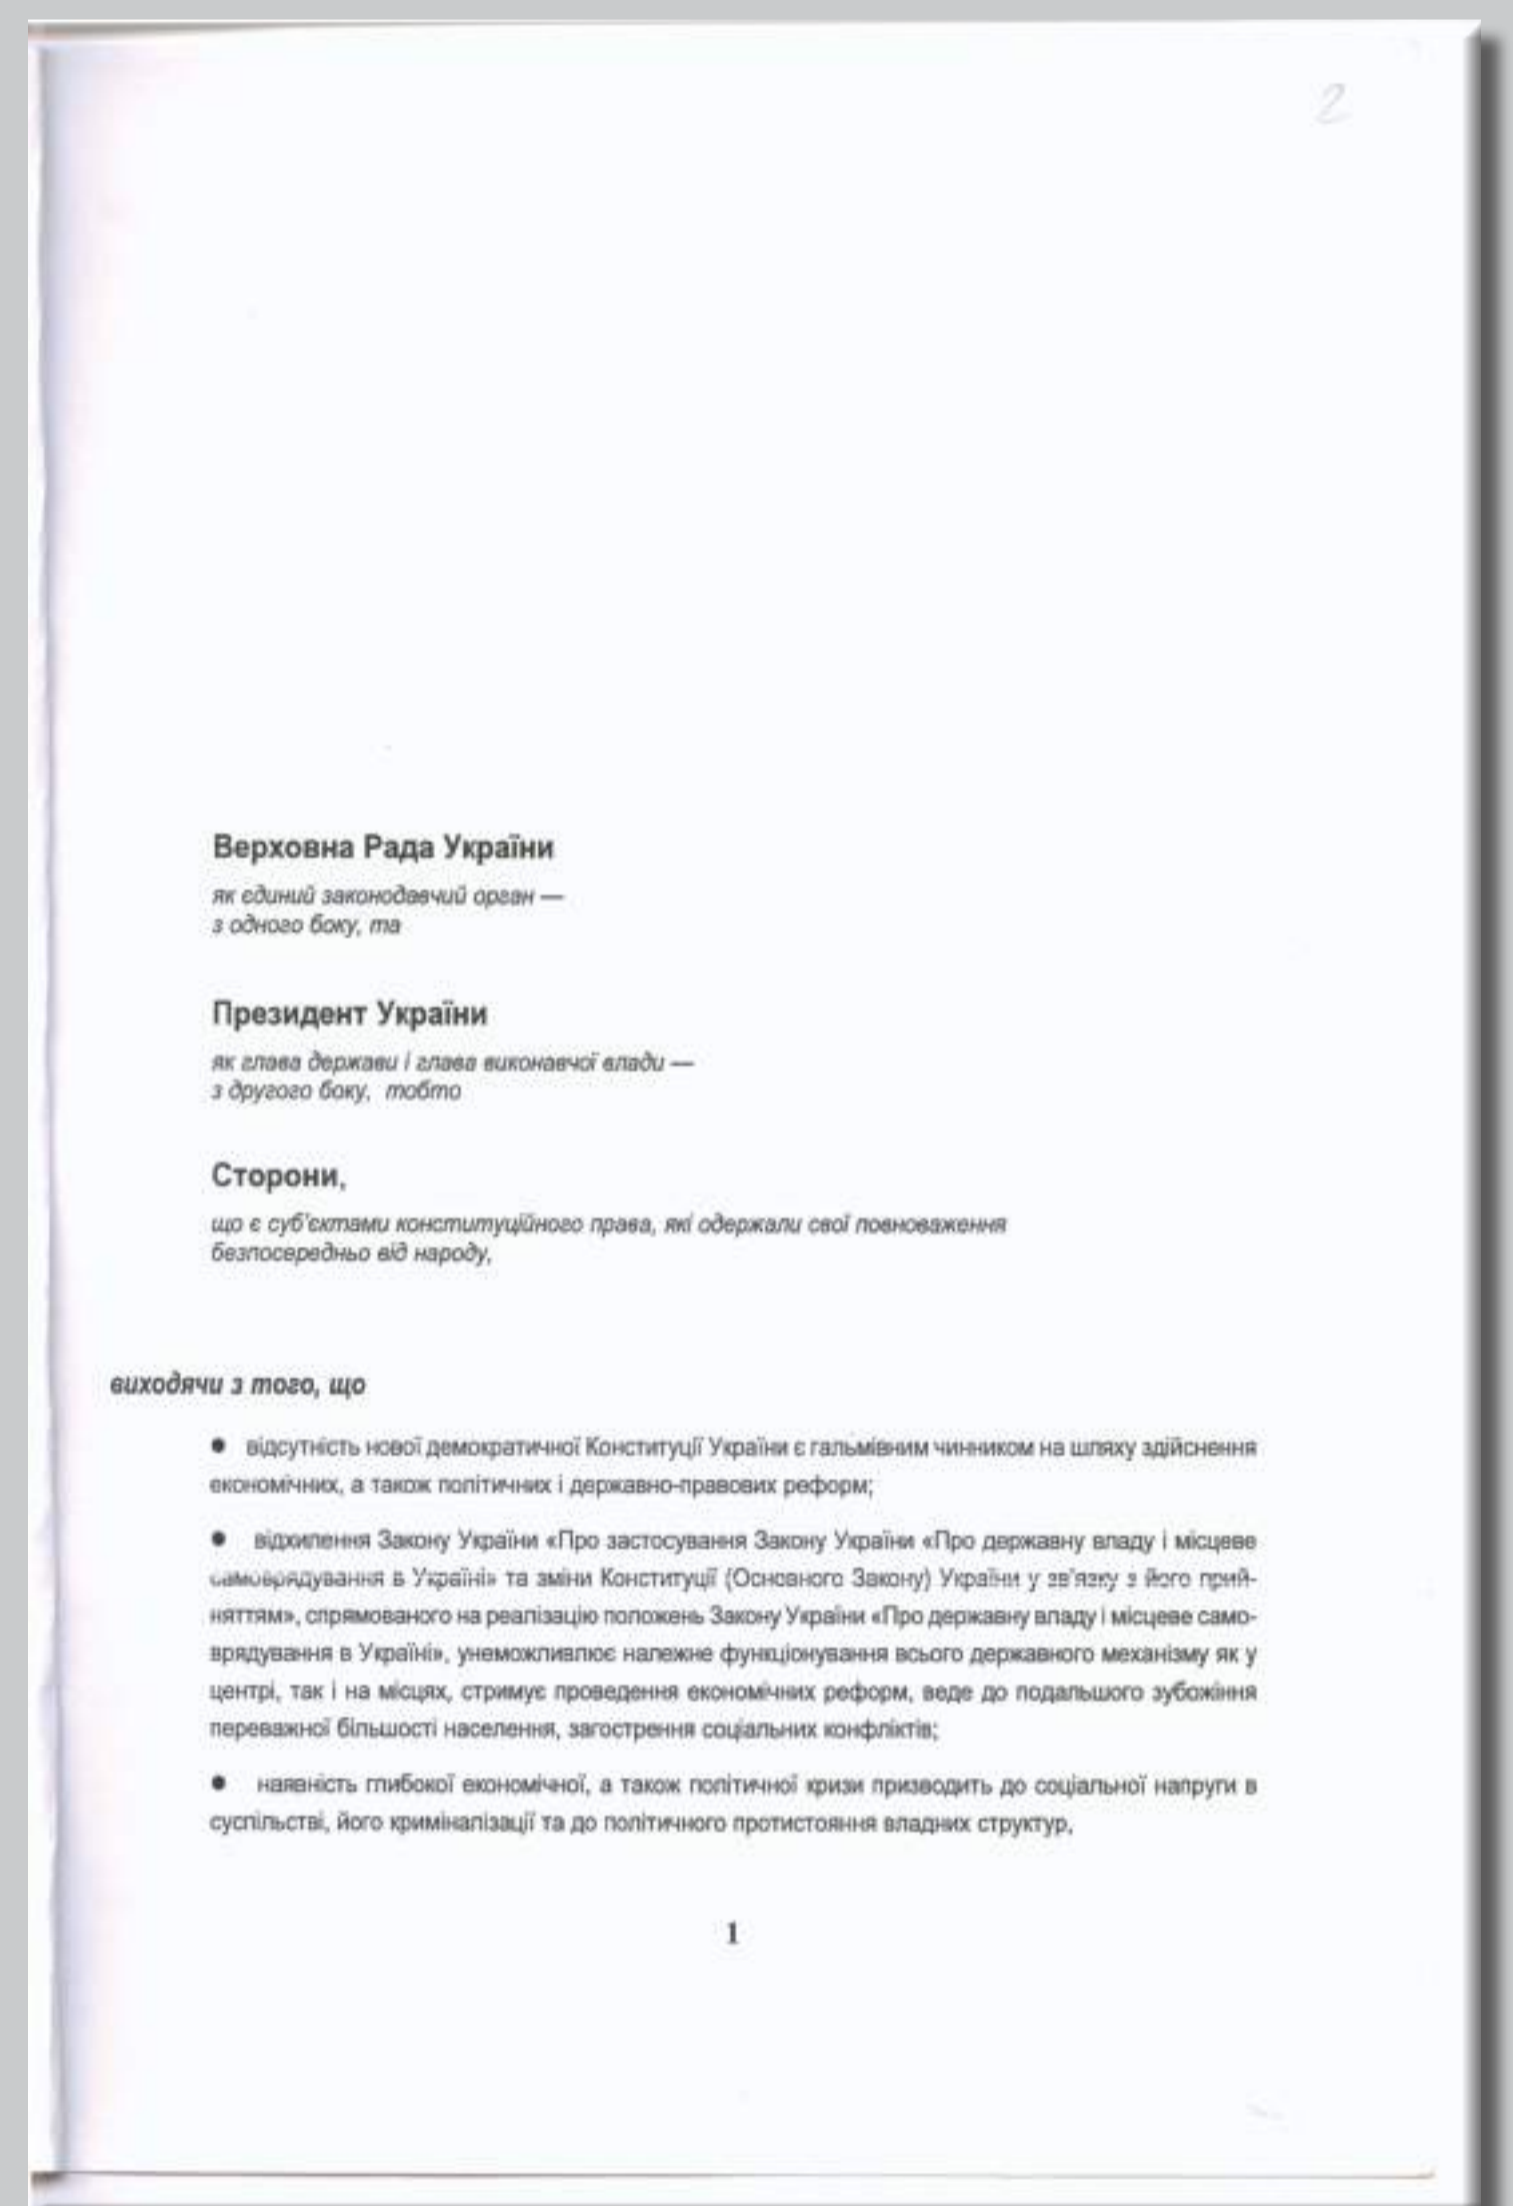 2
Верховна Рада України
як єдиний законодавчий орган —
з одного боку, та
Президент України
як глава держави і глава виконавчої влади —
з другого боку, тобто
Сторони,
що є суб'єктами конституційного права, які одержали свої повноваження
безпосередньо від народу,
виходячи з того, що
● відсутність нової демократичної Конституції України є гальмівним чинником на шляху здійснення
економічних, а також політичних і державно-правових реформ;
● відхилення Закону України «Про застосування Закону України «Про державну владу і місцеве
самоврядування в Україні» та зміни Конституції (Основного Закону) України у зв'язку з його прий-
няттям», спрямованого на реалізацію положень Закону України «Про державну владу і місцеве само-
врядування в Україні», унеможливлює належне функціонування всього державного механізму як у
центрі, так і на місцях, стримує проведення економічних реформ, веде до подальшого зубожіння
переважної більшості населення, загострення соціальних конфліктів;
● наявність глибокої економічної, а також політичної кризи призводить до соціальної напруги в
суспільстві, його криміналізації та до політичного протистояння владних структур,
1